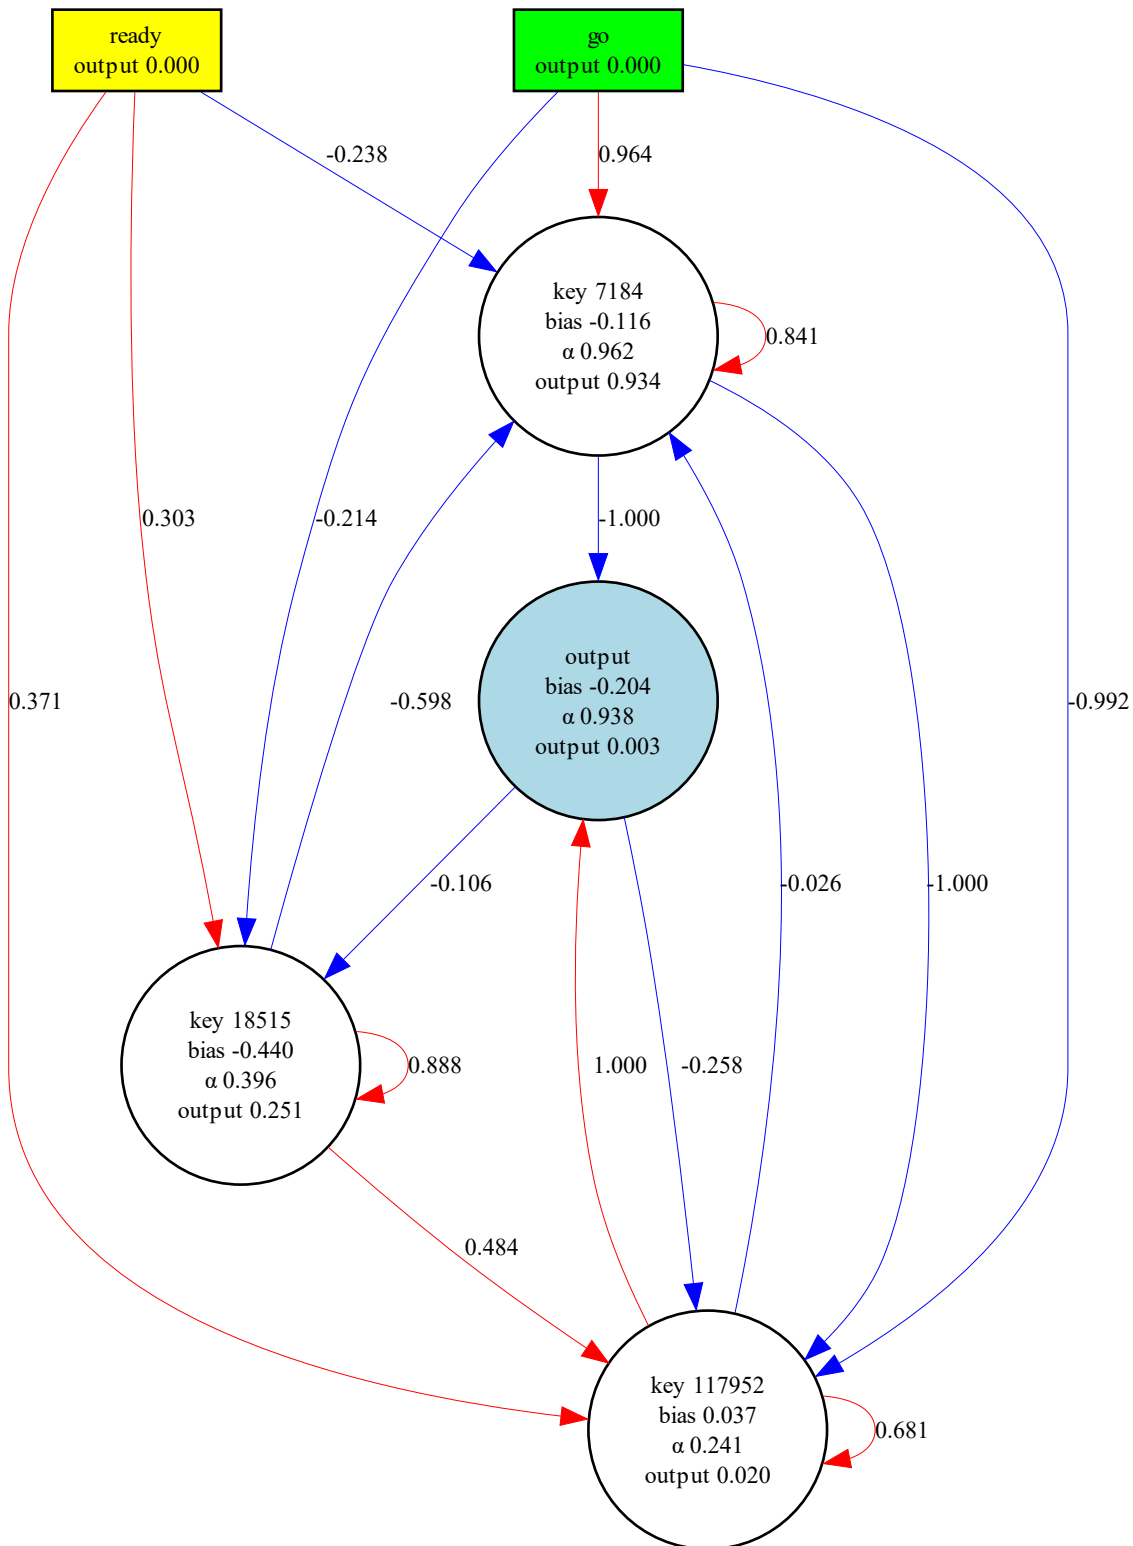 ready
output 0.000
go
output 0.000
-0.238
0.964
key 7184
bias -0.116
α 0.962
output 0.934
0.841
0.303
-0.214
-1.000
0.371
-0.598
output
bias -0.204
α 0.938
output 0.003
-0.992
-0.106
-0.026
-1.000
key 18515
bias -0.440
α 0.396
output 0.251
0.888
1.000
-0.258
0.484
key 117952
bias 0.037
α 0.241
output 0.020
0.681